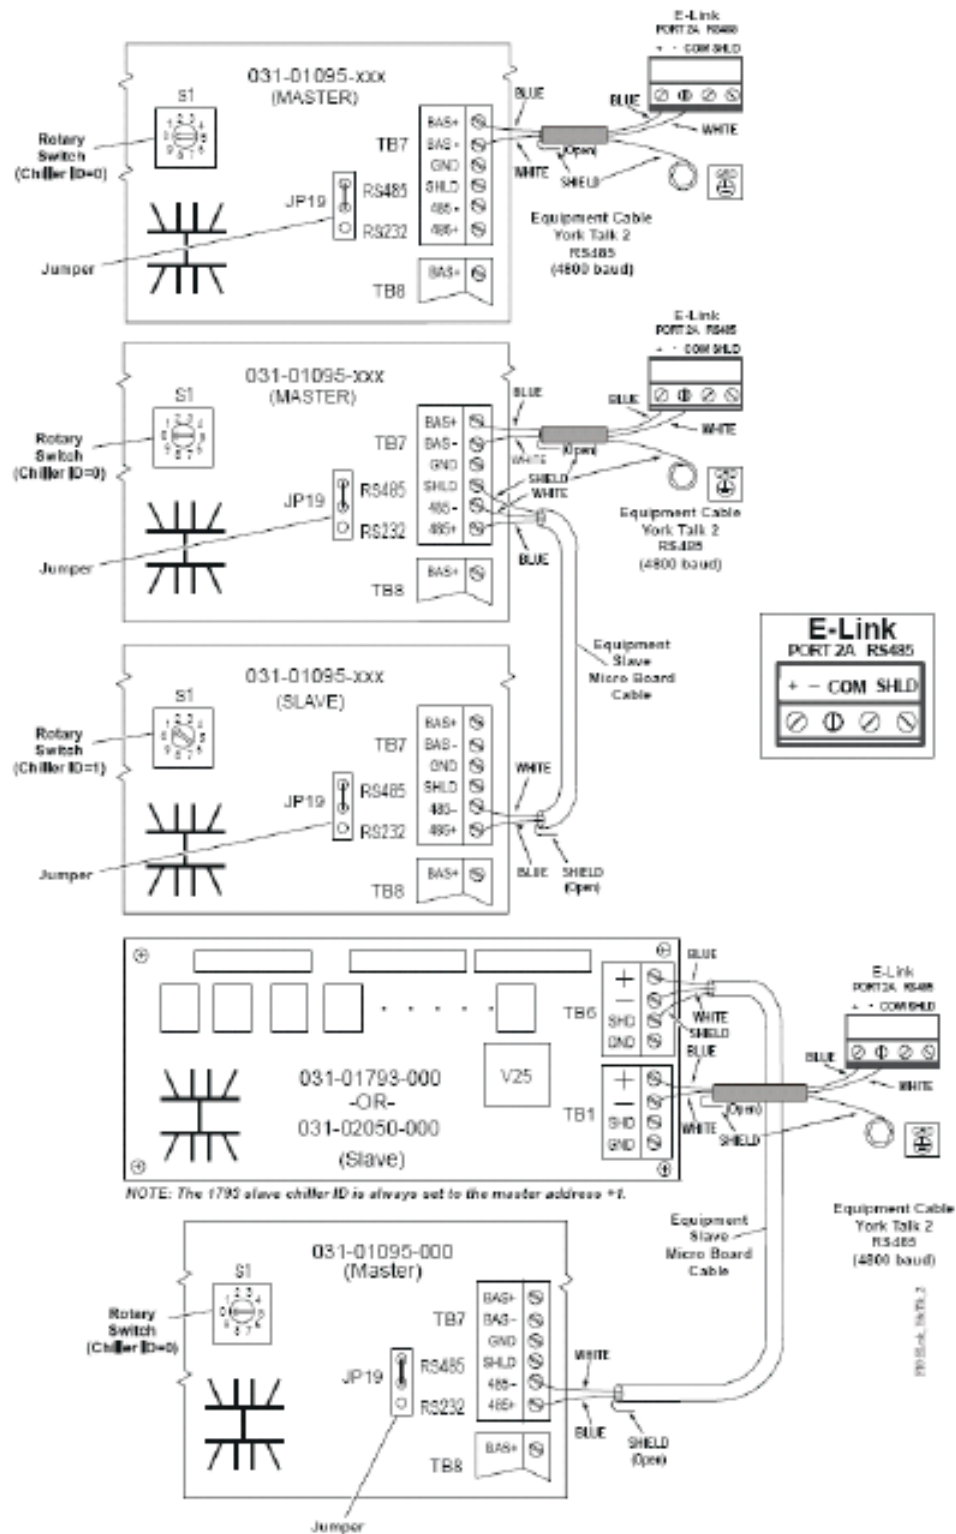 E-Link
PORT 2A RS485
+ - COM SHLD
031-01095-xxx
(MASTER)
S1
Rotary
Switch
(Chiller ID=0)
TB7
BAS+
BAS-
GND
SHLD
485-
485+
JP19
RS485
RS232
Jumper
TB8
BAS+
BLUE
WHITE
(Open)
SHIELD
BLUE
WHITE
GND
Equipment Cable
York Talk 2
RS485
(4800 baud)
E-Link
PORT 2A RS485
+ - COM SHLD
031-01095-xxx
(MASTER)
S1
Rotary
Switch
(Chiller ID=0)
TB7
BAS+
BAS-
GND
SHLD
485-
485+
JP19
RS485
RS232
Jumper
TB8
BAS+
BLUE
WHITE
(Open)
SHIELD
WHITE
BLUE
BLUE
WHITE
Equipment Cable
York Talk 2
RS485
(4800 baud)
Equipment
Slave
Micro Board
Cable
E-Link
PORT 2A RS485
+ - COM SHLD
031-01095-xxx
(SLAVE)
S1
Rotary
Switch
(Chiller ID=1)
TB7
BAS+
BAS-
GND
SHLD
485-
485+
JP19
RS485
RS232
Jumper
TB8
BAS+
WHITE
BLUE
SHIELD
(Open)
031-01793-000
-OR-
031-02050-000
(Slave)
V25
TB6
+
-
SHD
GND
TB1
+
-
SHD
GND
BLUE
WHITE
SHIELD
BLUE
WHITE
(Open)
SHIELD
E-Link
PORT 2A RS485
+ - COM SHLD
BLUE
WHITE
NOTE: The 1793 slave chiller ID is always set to the master address +1.
Equipment Cable
York Talk 2
RS485
(4800 baud)
Equipment
Slave
Micro Board
Cable
031-01095-000
(Master)
S1
Rotary
Switch
(Chiller ID=0)
TB7
BAS+
BAS-
GND
SHLD
485-
485+
JP19
RS485
RS232
Jumper
TB8
BAS+
WHITE
BLUE
SHIELD
(Open)